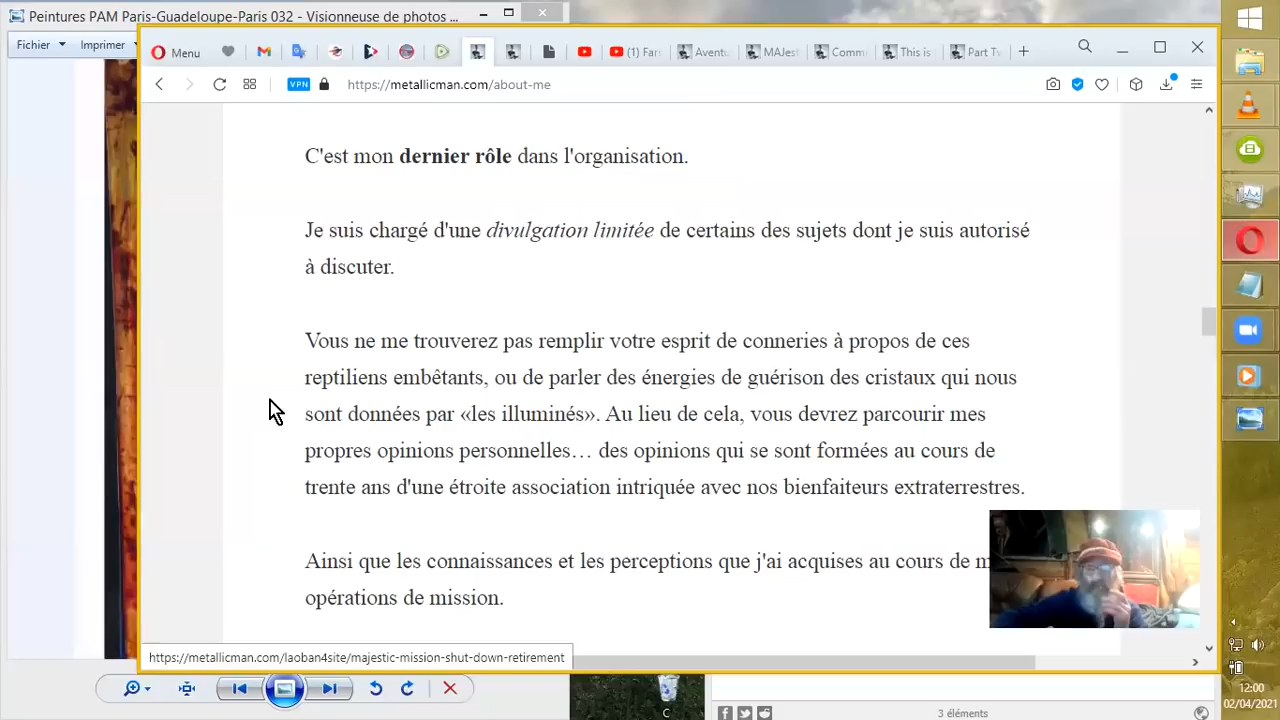 Peintures PAM Paris-Guadeloupe-Paris 032 - Visionneuse de photos ...
Fichier Imprimer
Menu
(1) Fars
Aventu
MAJest
Comm
This is
Part Tv
VPN
https://metallicman.com/about-me
C'est mon dernier rôle dans l'organisation.
Je suis chargé d'une divulgation limitée de certains des sujets dont je suis autorisé
à discuter.
Vous ne me trouverez pas remplir votre esprit de conneries à propos de ces
reptiliens embêtants, ou de parler des énergies de guérison des cristaux qui nous
sont données par «les illuminés». Au lieu de cela, vous devrez parcourir mes
propres opinions personnelles… des opinions qui se sont formées au cours de
trente ans d'une étroite association intriquée avec nos bienfaiteurs extraterrestres.
Ainsi que les connaissances et les perceptions que j'ai acquises au cours de
opérations de mission.
https://metallicman.com/laoban4site/majestic-mission-shut-down-retirement
C
3 éléments
12:00
02/04/2021